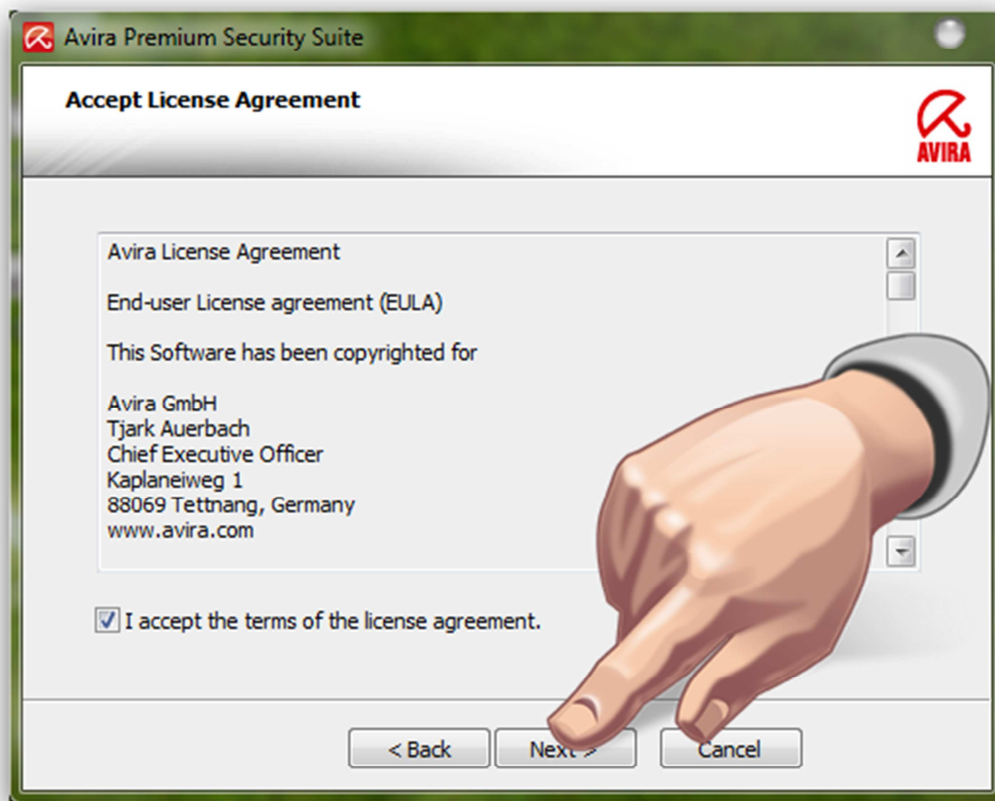 Avira Premium Security Suite
Accept License Agreement
AVIRA
Avira License Agreement
End-user License agreement (EULA)
This Software has been copyrighted for
Avira GmbH
Tjark Auerbach
Chief Executive Officer
Kaplaneiweg 1
88069 Tettnang, Germany
www.avira.com
I accept the terms of the license agreement.
< Back Next > Cancel